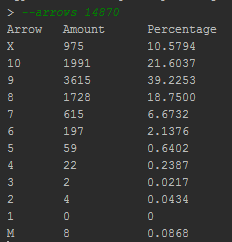 > --arrows 14870
Arrow Amount Percentage
X 975 10.5794
10 1991 21.6037
9 3615 39.2253
8 1728 18.7500
7 615 6.6732
6 197 2.1376
5 59 0.6402
4 22 0.2387
3 2 0.0217
2 4 0.0434
1 0 0
M 8 0.0868